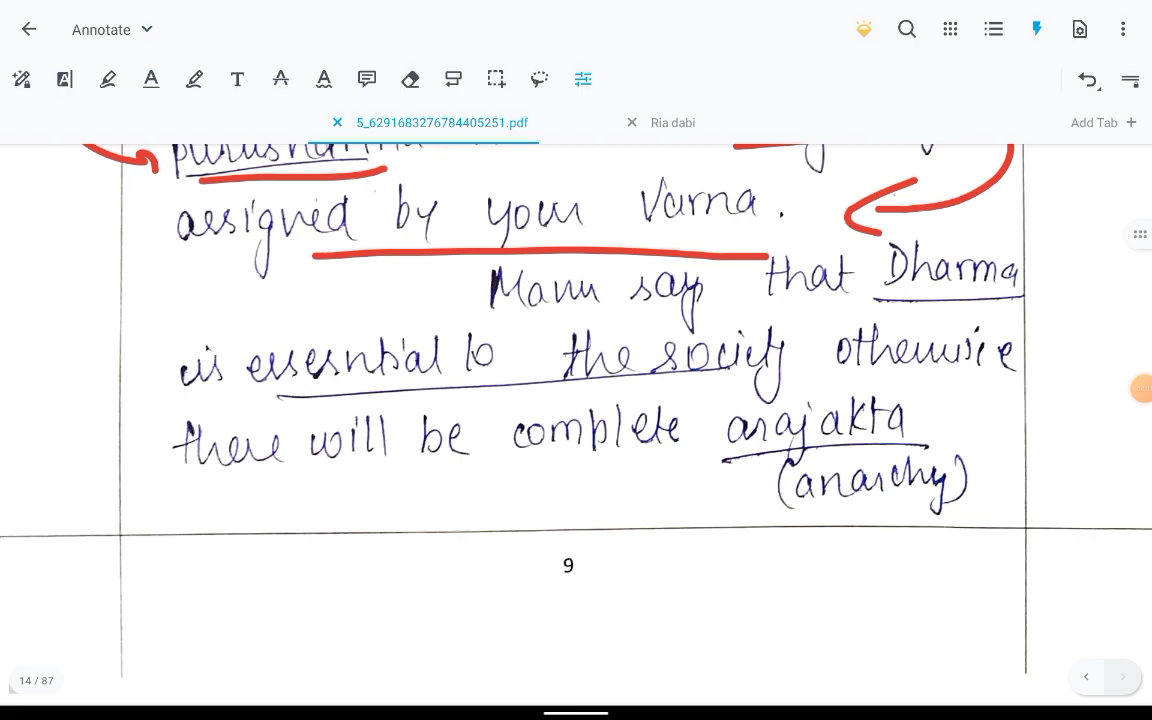 Annotate
5_6291683276784405251.pdf
Ria dabi
Add Tab
assigned by your Varna.
Manu says that Dharma
is essential to the society otherwise
there will be complete arajakta
(anarchy)
9
14 / 87